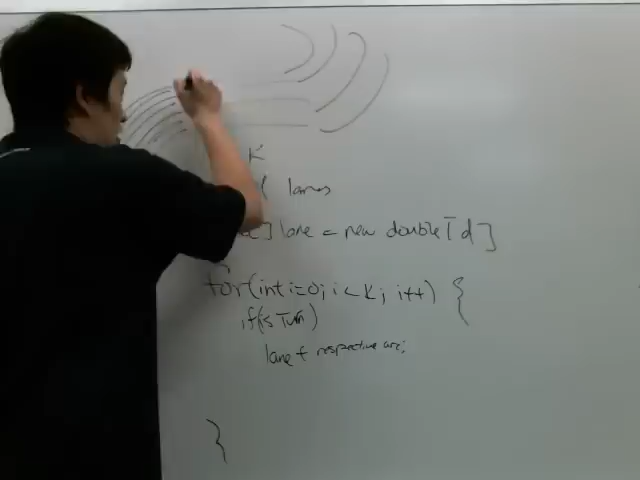 K
lanes
] lane = new double[d]
for(int i=0; i<K; i++) {
if(isTurn)
lane + respective arc;
}